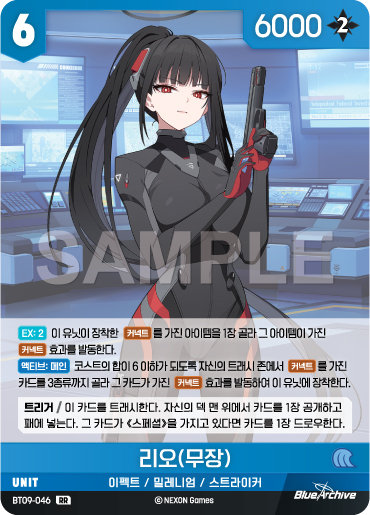 6
6000
2
SAMPLE
EX: 2 이 유닛이 장착한 커넥트 를 가진 아이템을 1장 골라 그 아이템이 가진
커넥트 효과를 발동한다.
액티브: 메인 코스트의 합이 6 이하가 되도록 자신의 트래시 존에서 커넥트 를 가진
카드를 3종류까지 골라 그 카드가 가진 커넥트 효과를 발동하여 이 유닛에 장착한다.
트리거 / 이 카드를 트래시한다. 자신의 덱 맨 위에서 카드를 1장 공개하고
패에 넣는다. 그 카드가 《스페셜》을 가지고 있다면 카드를 1장 드로우한다.
리오(무장)
UNIT
이팩트 / 밀레니엄 / 스트라이커
BT09-046 RR
© NEXON Games
BlueArchive